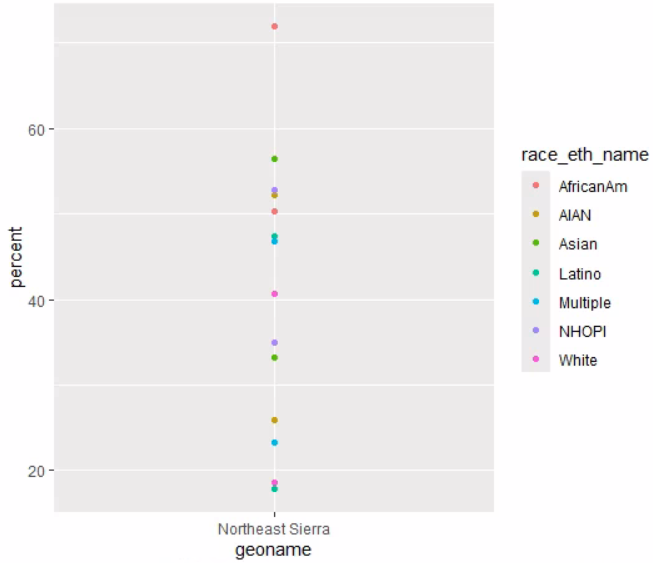 percent
60
40
20
Northeast Sierra
geoname
race_eth_name
AfricanAm
AIAN
Asian
Latino
Multiple
NHOPI
White